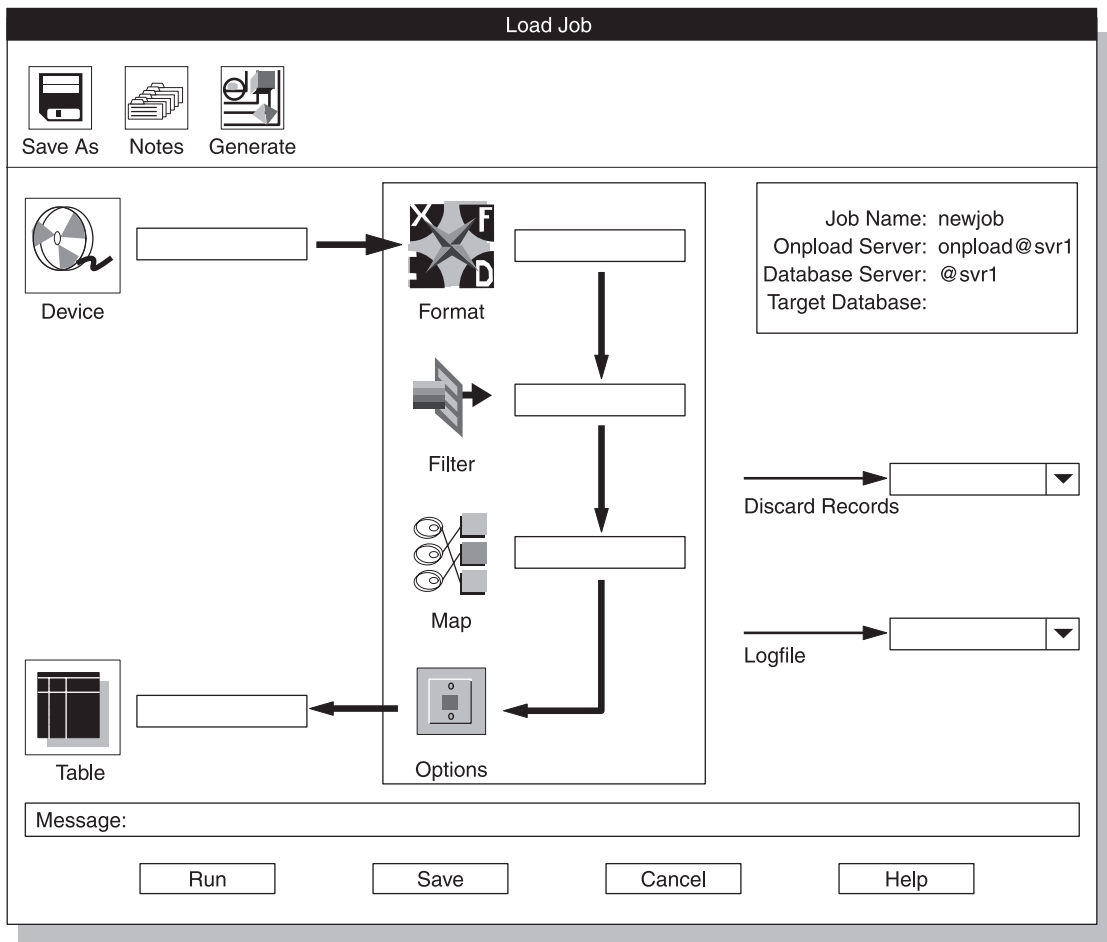 Load Job
Save As
Notes
Generate
Device
X F
L D
Format
Job Name: newjob
Onpload Server: onpload@svr1
Database Server: @svr1
Target Database:
Filter
Discard Records
Map
Logfile
Table
Options
Message:
Run
Save
Cancel
Help